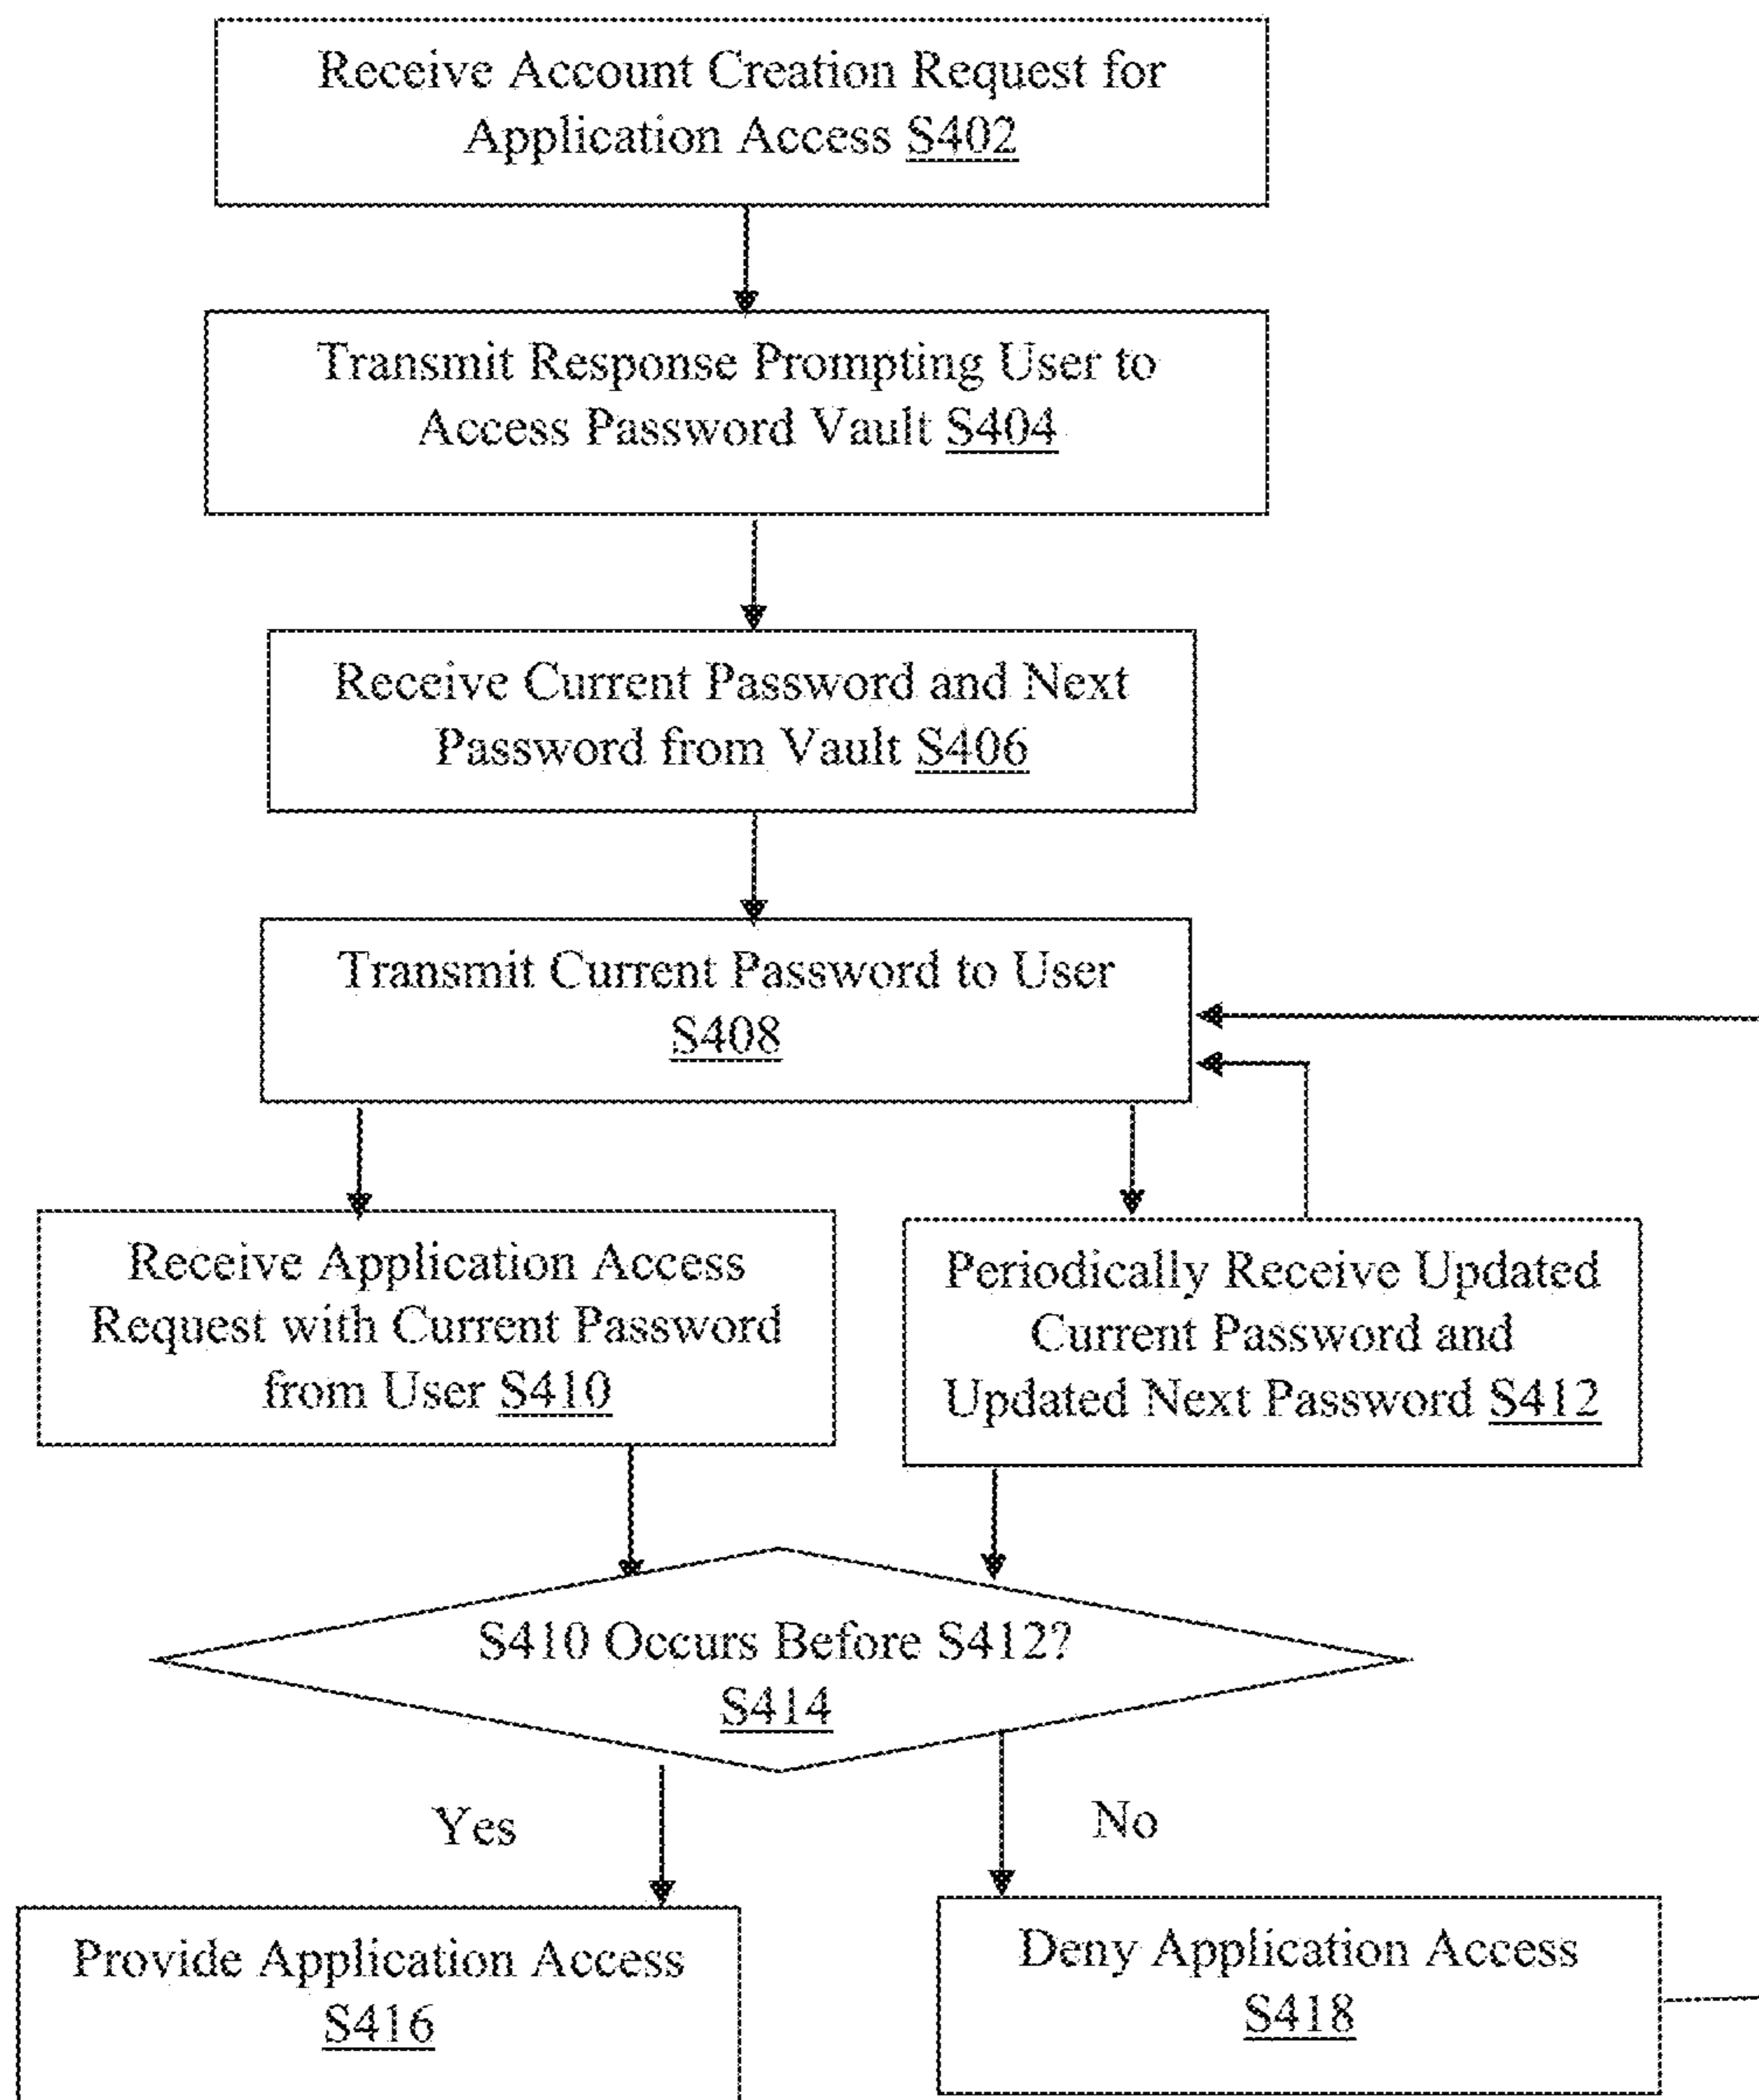 Receive Account Creation Request for
Application Access S402
Transmit Response Prompting User to
Access Password Vault S404
Receive Current Password and Next
Password from Vault S406
Transmit Current Password to User
S408
Receive Application Access
Request with Current Password
from User S410
Periodically Receive Updated
Current Password and
Updated Next Password S412
S410 Occurs Before S412?
S414
Yes
No
Provide Application Access
S416
Deny Application Access
S418